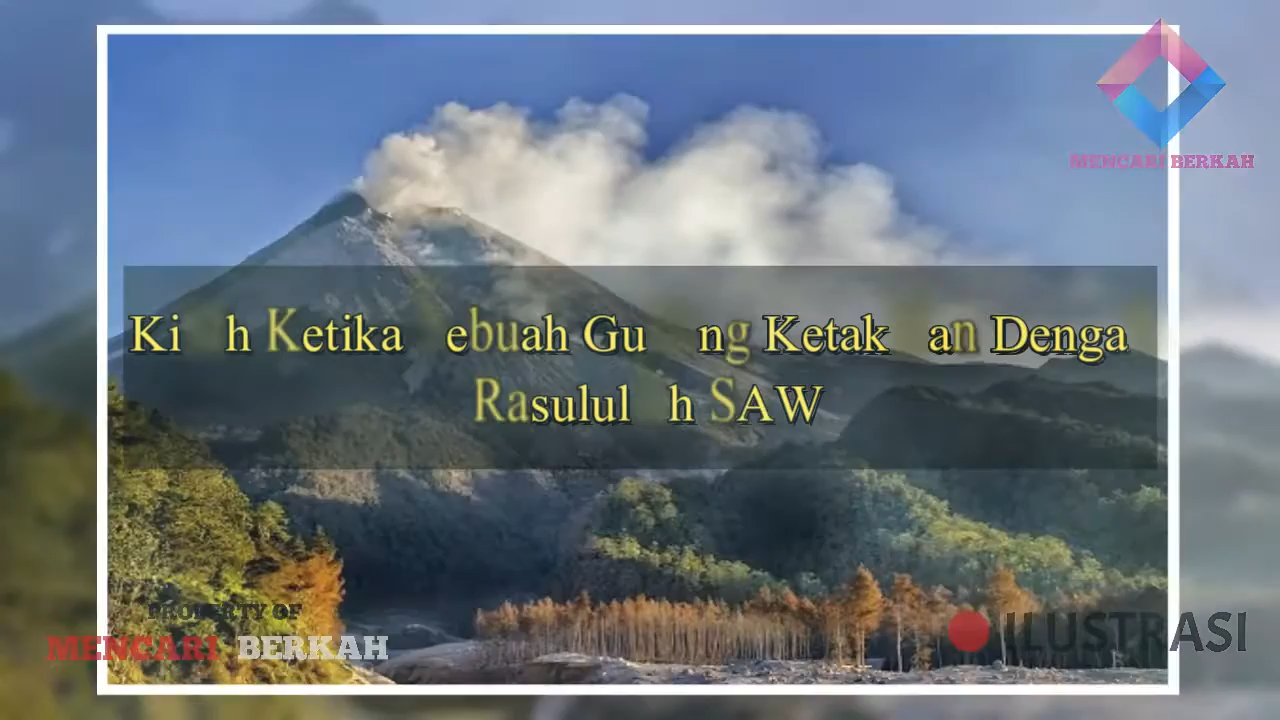 MENCARI BERKAH
Ki h Ketika ebuah Gu ng Ketak an Denga
Rasulul h SAW
PROPERTY OF
MENCARI BERKAH
ILUSTRASI